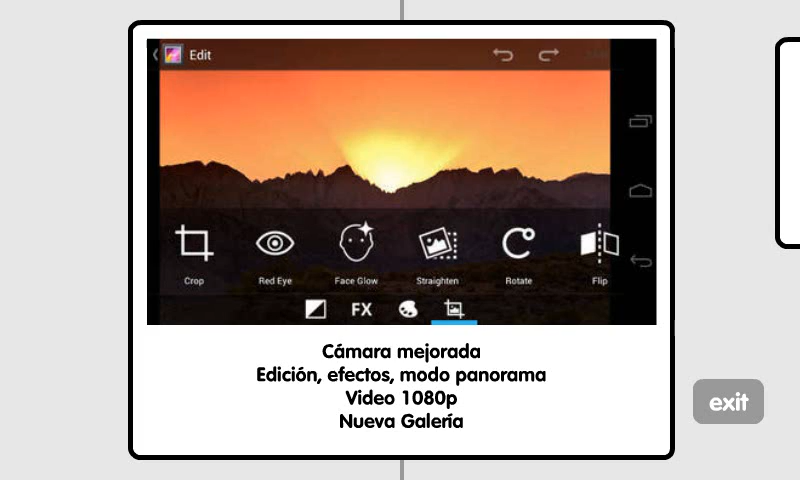 Edit
Crop
Red Eye
Face Glow
Straighten
Rotate
Flip
FX
Cámara mejorada
Edición, efectos, modo panorama
Video 1080p
Nueva Galería
exit